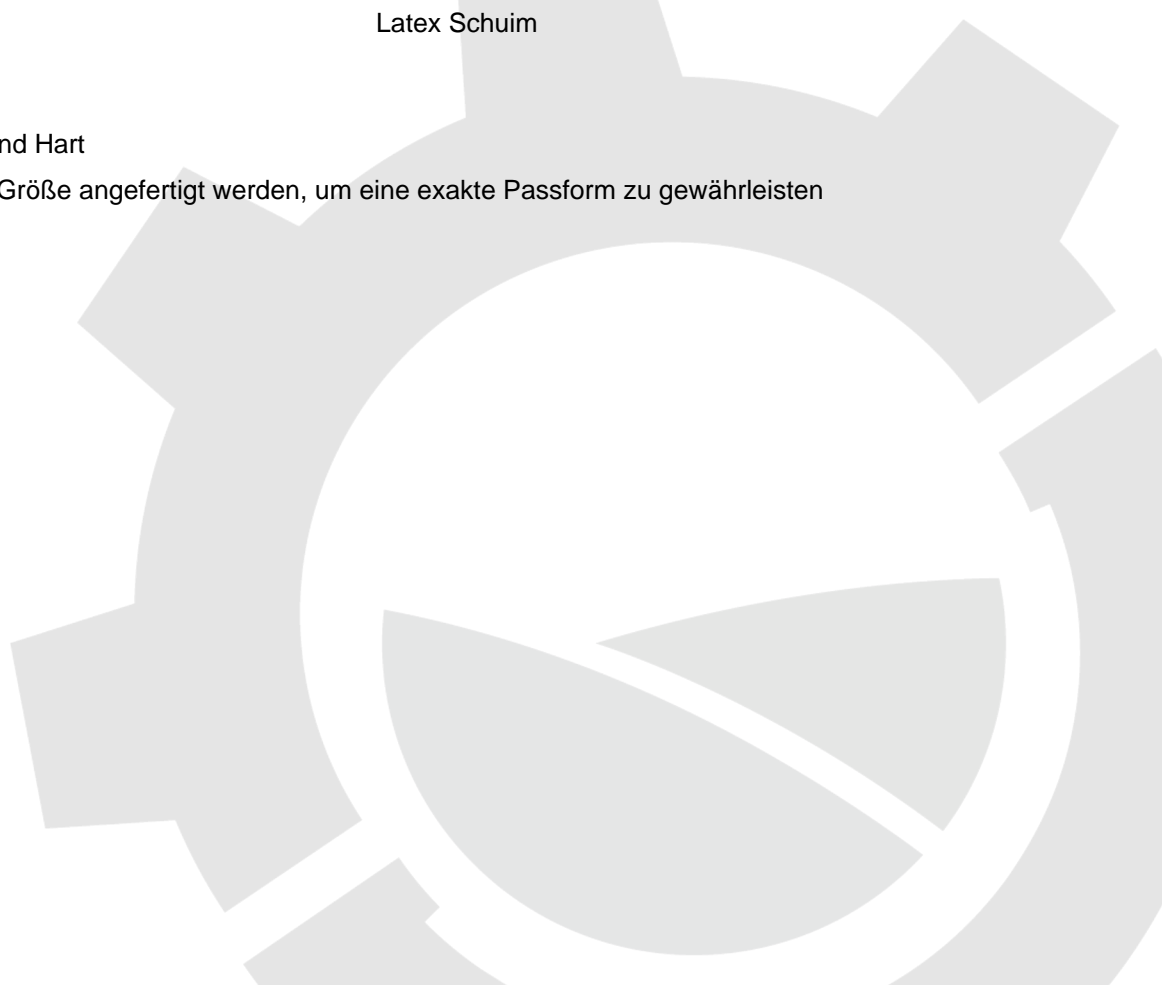 Latex Schuim
nd Hart
Größe angefertigt werden, um eine exakte Passform zu gewährleisten